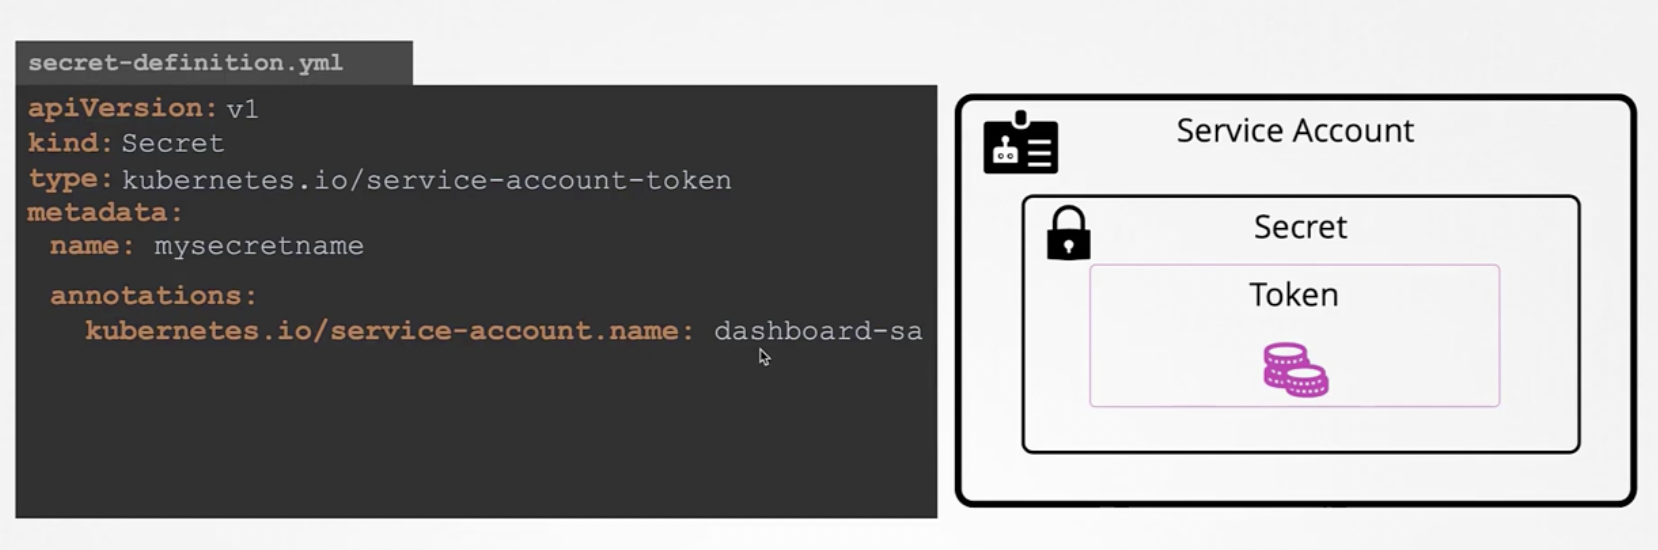 secret-definition.yml
apiVersion: v1
kind: Secret
type: kubernetes.io/service-account-token
metadata:
name: mysecretname
annotations:
kubernetes.io/service-account.name: dashboard-sa
Service Account
Secret
Token